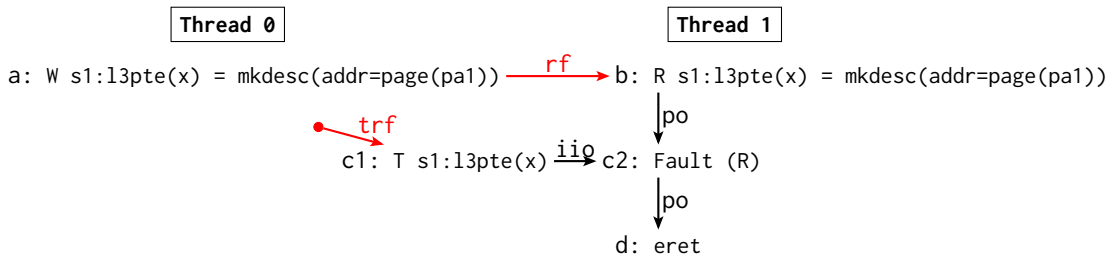 Thread 0 Thread 1
a: W s1:l3pte(x) = mkdesc(addr=page(pa1)) rf b: R s1:l3pte(x) = mkdesc(addr=page(pa1))
po
trf
c1: T s1:l3pte(x) iio c2: Fault (R)
po
d: eret